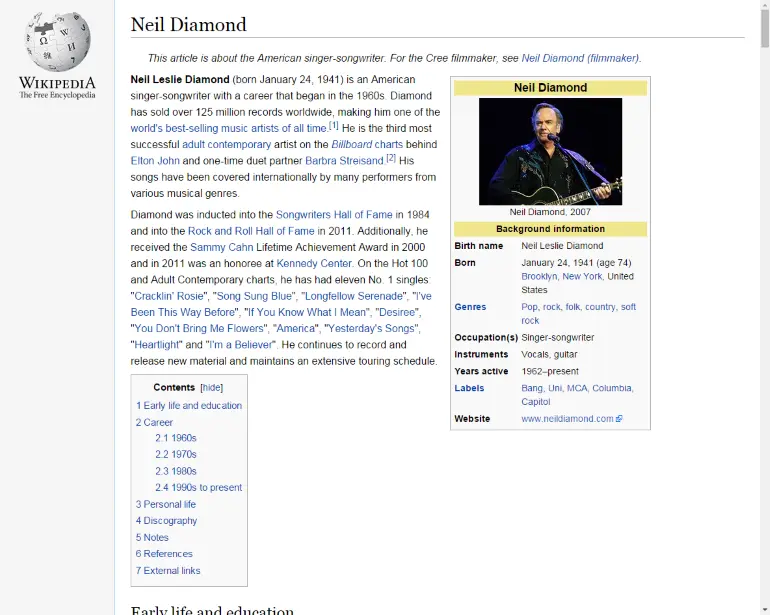 WIKIPEDIA
The Free Encyclopedia
Neil Diamond
This article is about the American singer-songwriter. For the Cree filmmaker, see Neil Diamond (filmmaker).
Neil Leslie Diamond (born January 24, 1941) is an American
singer-songwriter with a career that began in the 1960s. Diamond
has sold over 125 million records worldwide, making him one of the
world's best-selling music artists of all time.[1] He is the third most
successful adult contemporary artist on the Billboard charts behind
Elton John and one-time duet partner Barbra Streisand.[2] His
songs have been covered internationally by many performers from
various musical genres.
Diamond was inducted into the Songwriters Hall of Fame in 1984
and into the Rock and Roll Hall of Fame in 2011. Additionally, he
received the Sammy Cahn Lifetime Achievement Award in 2000
and in 2011 was an honoree at Kennedy Center. On the Hot 100
and Adult Contemporary charts, he has had eleven No. 1 singles:
"Cracklin' Rosie", "Song Sung Blue", "Longfellow Serenade", "I've
Been This Way Before", "If You Know What I Mean", "Desiree",
"You Don't Bring Me Flowers", "America", "Yesterday's Songs",
"Heartlight" and "I'm a Believer". He continues to record and
release new material and maintains an extensive touring schedule.
Neil Diamond
Neil Diamond, 2007
Background information
Birth name Neil Leslie Diamond
Born January 24, 1941 (age 74)
Brooklyn, New York, United
States
Genres Pop, rock, folk, country, soft
rock
Occupation(s) Singer-songwriter
Instruments Vocals, guitar
Years active 1962–present
Labels Bang, Uni, MCA, Columbia,
Capitol
Website www.neildiamond.com
Contents [hide]
1 Early life and education
2 Career
2.1 1960s
2.2 1970s
2.3 1980s
2.4 1990s to present
3 Personal life
4 Discography
5 Notes
6 References
7 External links
Early life and education